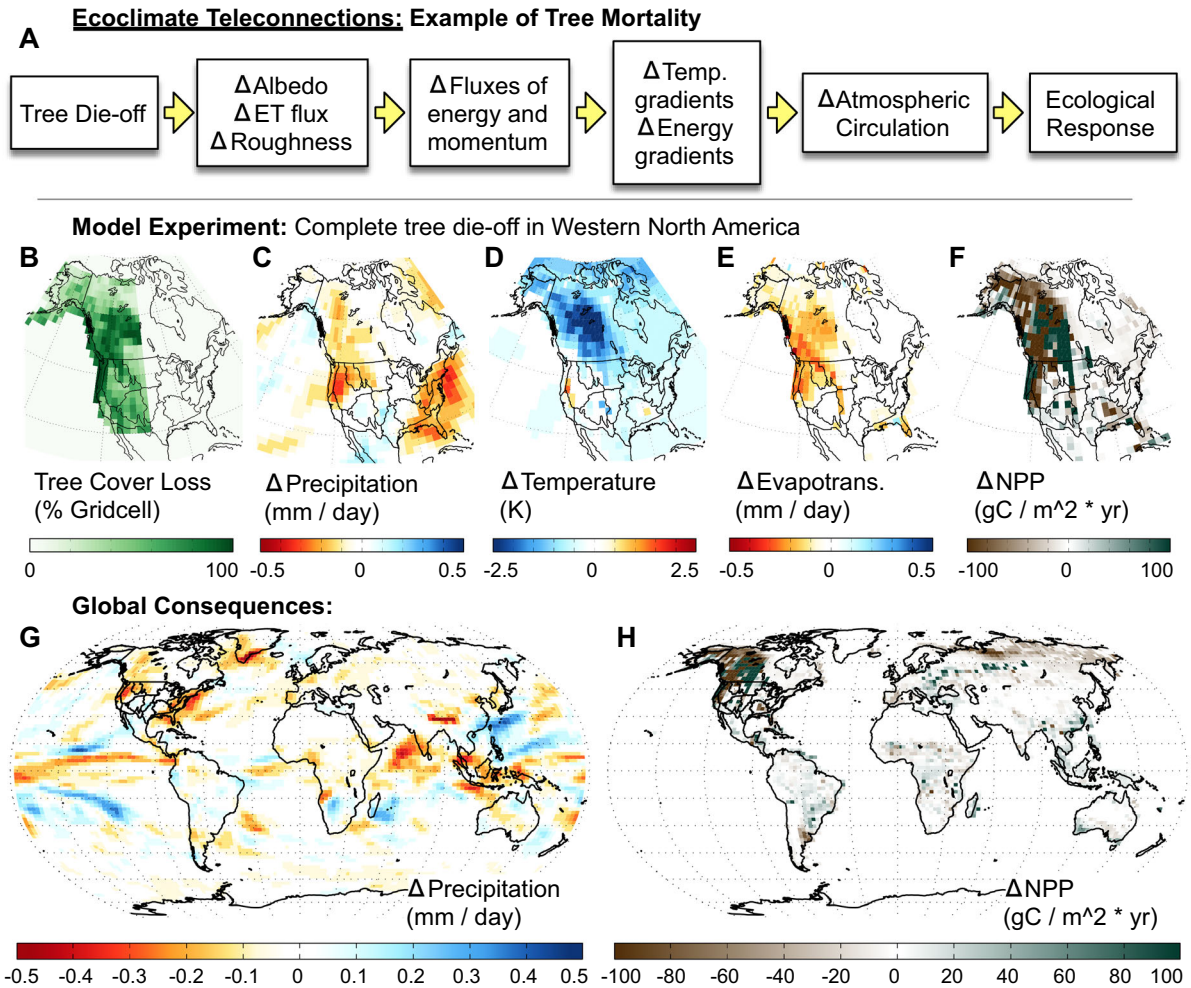 Ecoclimate Teleconnections: Example of Tree Mortality
A
Tree Die-off
ΔAlbedo
ΔET flux
ΔRoughness
ΔFluxes of
energy and
momentum
ΔTemp.
gradients
ΔEnergy
gradients
ΔAtmospheric
Circulation
Ecological
Response
Model Experiment: Complete tree die-off in Western North America
B
Tree Cover Loss
(% Gridcell)
0 100
C
ΔPrecipitation
(mm / day)
-0.5 0 0.5
D
ΔTemperature
(K)
-2.5 0 2.5
E
ΔEvapotrans.
(mm / day)
-0.5 0 0.5
F
ΔNPP
(gC / m^2 * yr)
-100 0 100
Global Consequences:
G
ΔPrecipitation
(mm / day)
-0.5 -0.4 -0.3 -0.2 -0.1 0 0.1 0.2 0.3 0.4 0.5
H
ΔNPP
(gC / m^2 * yr)
-100 -80 -60 -40 -20 0 20 40 60 80 100